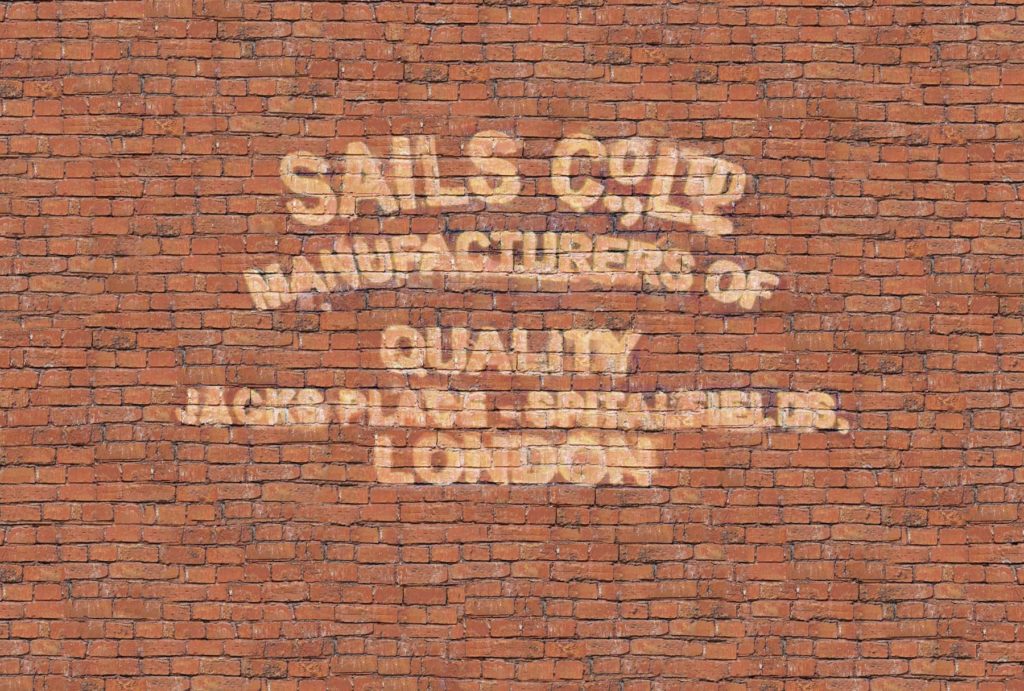 SAILS Co. LTD
MANUFACTURERS OF
QUALITY
JACKS PLACE - SPITALFIELDS,
LONDON